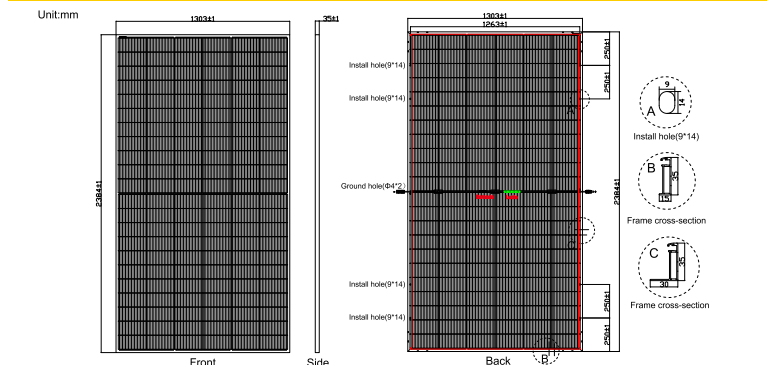 Unit:mm
1303±1
35±1
1303±1
1263±1
2384±1
Install hole(9*14)
Install hole(9*14)
Ground hole(Φ4*2)
Install hole(9*14)
Install hole(9*14)
250±1
250±1
2384±1
250±1
250±1
A
C
B
9
14
A
Install hole(9*14)
B
35
15
Frame cross-section
C
35
30
Frame cross-section
Front
Side
Back